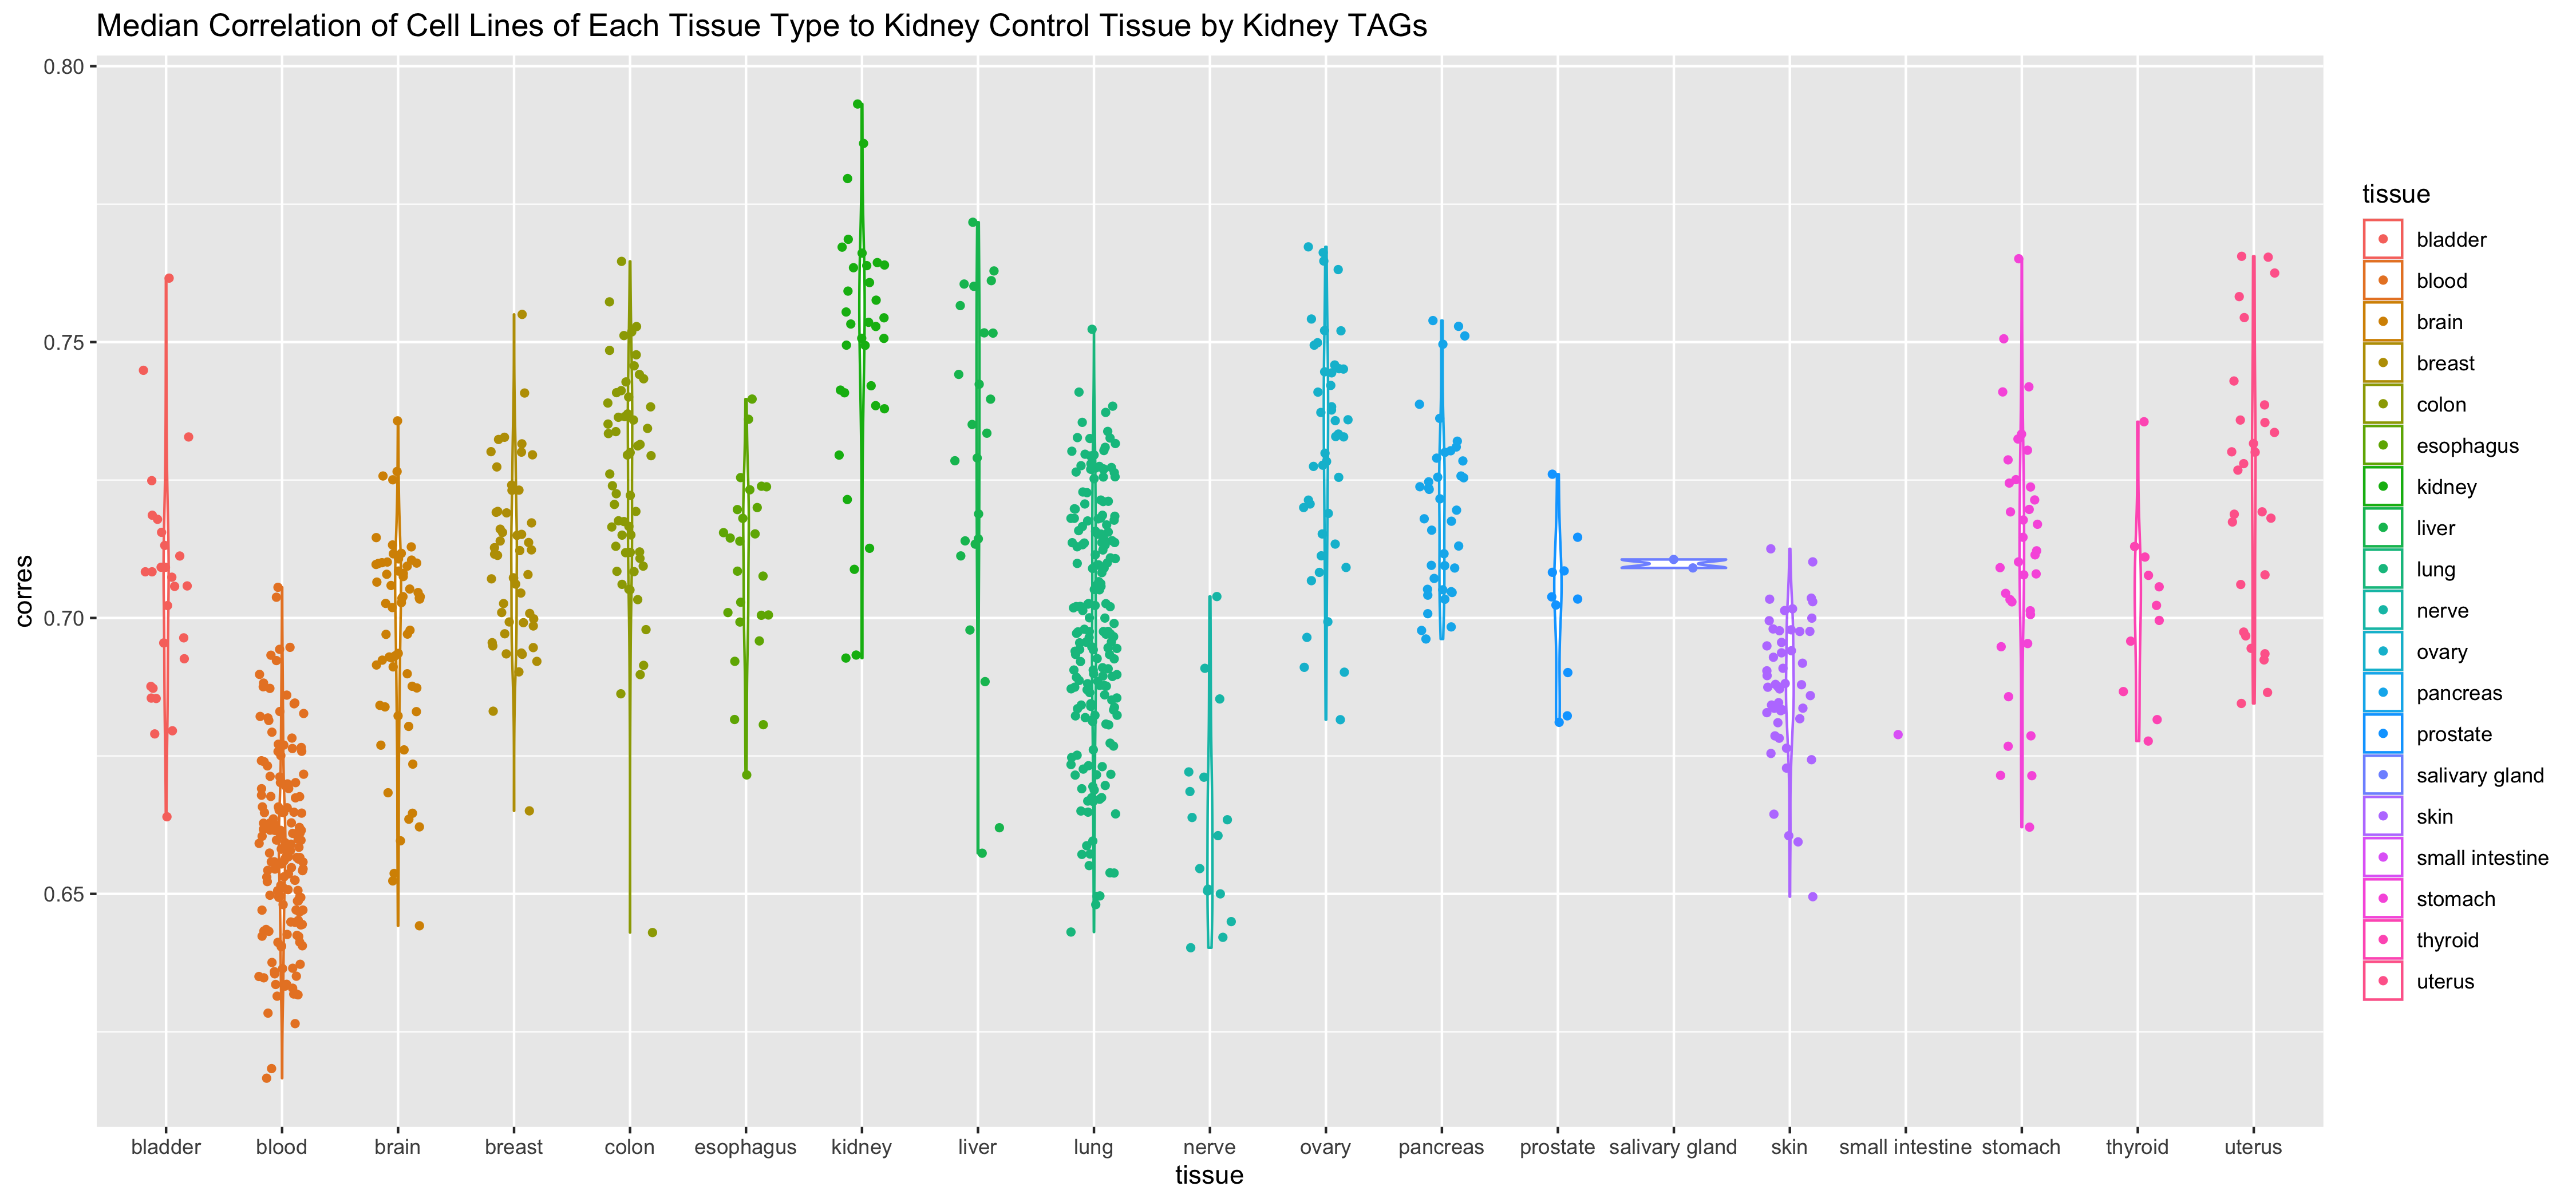 Median Correlation of Cell Lines of Each Tissue Type to Kidney Control Tissue by Kidney TAGs
0.80
0.75
0.70
0.65
corres
bladder blood brain breast colon esophagus kidney liver lung nerve ovary pancreas prostate salivary gland skin small intestine stomach thyroid uterus
tissue
tissue
bladder
blood
brain
breast
colon
esophagus
kidney
liver
lung
nerve
ovary
pancreas
prostate
salivary gland
skin
small intestine
stomach
thyroid
uterus